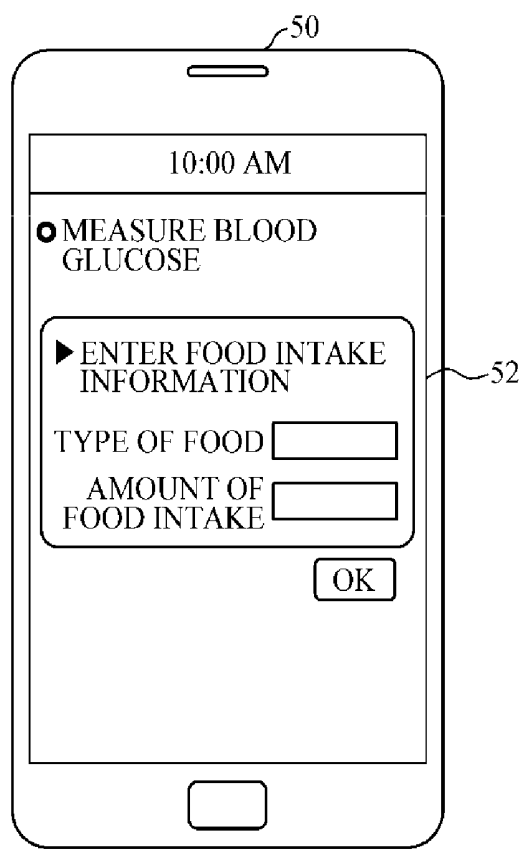 50
10:00 AM
MEASURE BLOOD
GLUCOSE
ENTER FOOD INTAKE
INFORMATION
52
TYPE OF FOOD
AMOUNT OF
FOOD INTAKE
OK